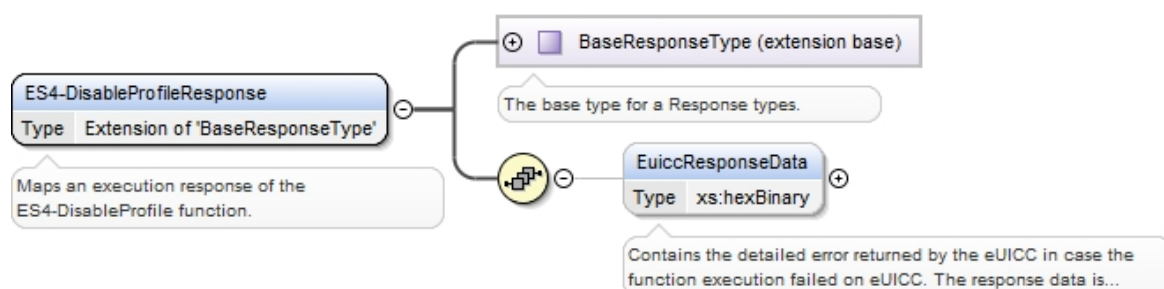 BaseResponseType (extension base)
The base type for a Response types.
ES4-DisableProfileResponse
Type Extension of 'BaseResponseType'
Maps an execution response of the
ES4-DisableProfile function.
EuiccResponseData
Type xs:hexBinary
Contains the detailed error returned by the eUICC in case the
function execution failed on eUICC. The response data is...